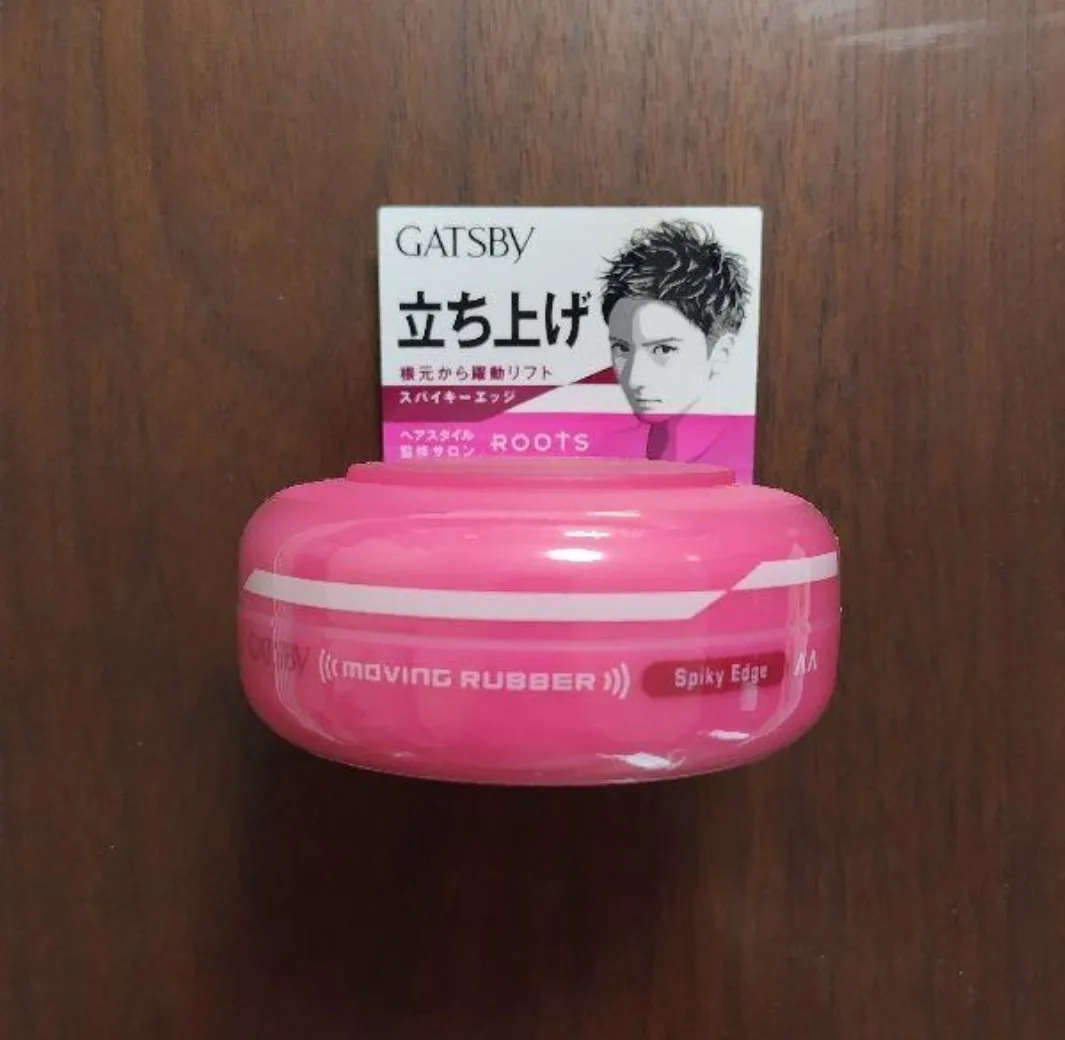 GATSBY
立ち上げ
根元から躍動リフト
スパイキーエッジ
ヘアスタイル
監修サロン ROOTS
GATSBY ((( MOVING RUBBER ))) Spiky Edge